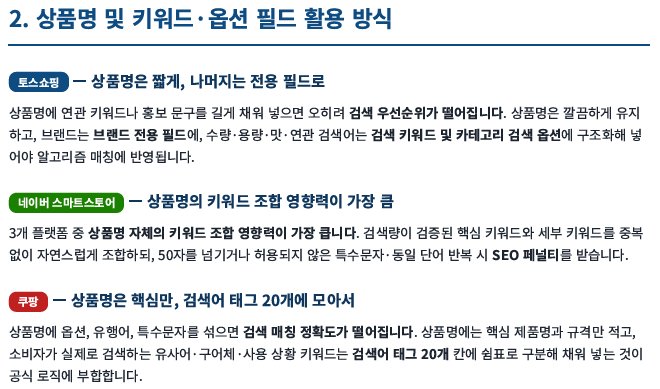 2. 상품명 및 키워드·옵션 필드 활용 방식
토스쇼핑 — 상품명은 짧게, 나머지는 전용 필드로
상품명에 연관 키워드나 홍보 문구를 길게 채워 넣으면 오히려 검색 우선순위가 떨어집니다. 상품명은 깔끔하게 유지
하고, 브랜드는 브랜드 전용 필드에, 수량·용량·맛·연관 검색어는 검색 키워드 및 카테고리 검색 옵션에 구조화해 넣
어야 알고리즘 매칭에 반영됩니다.
네이버 스마트스토어 — 상품명의 키워드 조합 영향력이 가장 큼
3개 플랫폼 중 상품명 자체의 키워드 조합 영향력이 가장 큽니다. 검색량이 검증된 핵심 키워드와 세부 키워드를 중복
없이 자연스럽게 조합하되, 50자를 넘기거나 허용되지 않은 특수문자·동일 단어 반복 시 SEO 페널티를 받습니다.
쿠팡 — 상품명은 핵심만, 검색어 태그 20개에 모아서
상품명에 옵션, 유행어, 특수문자를 섞으면 검색 매칭 정확도가 떨어집니다. 상품명에는 핵심 제품명과 규격만 적고,
소비자가 실제로 검색하는 유사어·구어체·사용 상황 키워드는 검색어 태그 20개 칸에 쉼표로 구분해 채워 넣는 것이
공식 로직에 부합합니다.